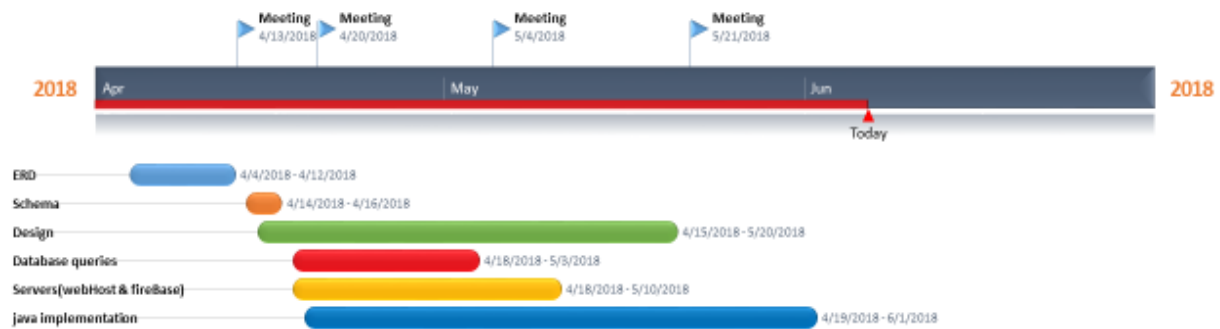 Meeting
4/13/2018
Meeting
4/20/2018
Meeting
5/4/2018
Meeting
5/21/2018
2018
Apr
May
Jun
2018
Today
ERD
4/4/2018 - 4/12/2018
Schema
4/14/2018 - 4/16/2018
Design
4/15/2018 - 5/20/2018
Database queries
4/18/2018 - 5/3/2018
Servers(webHost & fireBase)
4/18/2018 - 5/10/2018
java implementation
4/19/2018 - 6/1/2018